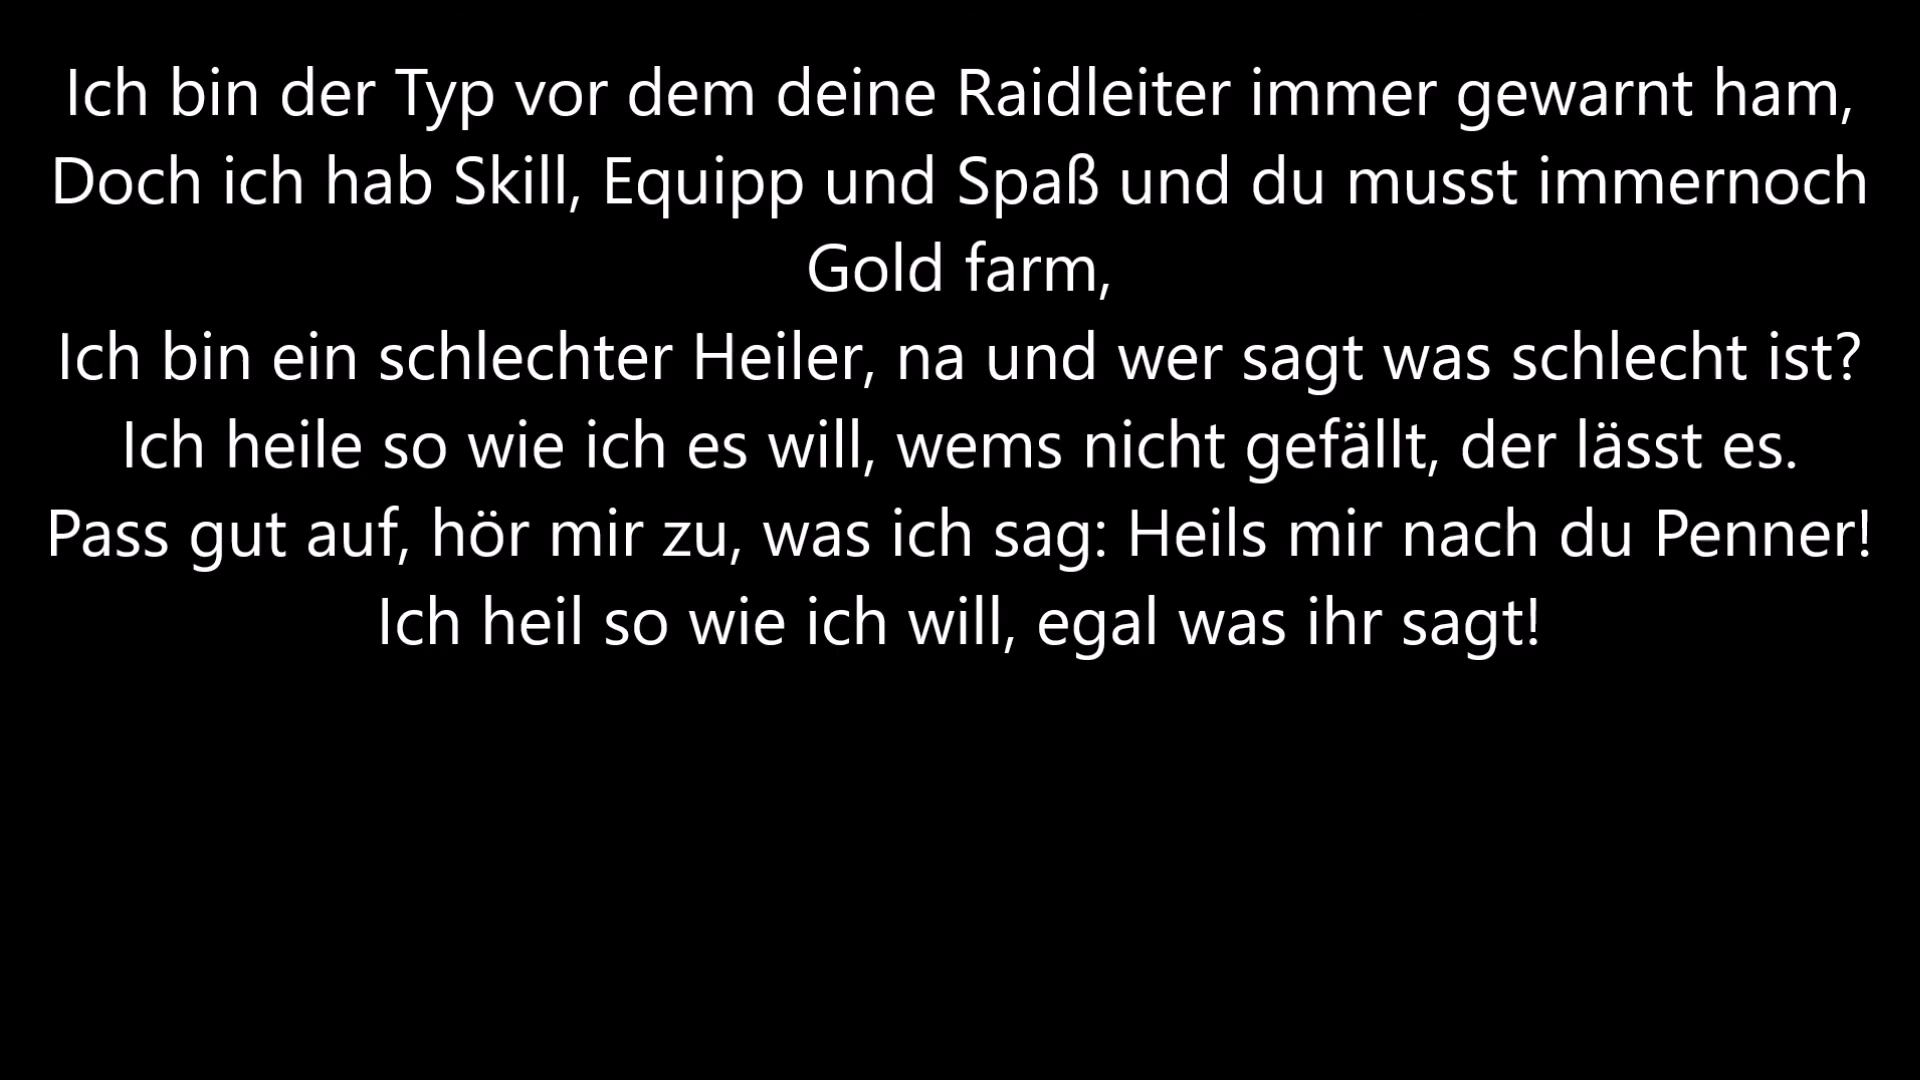 Ich bin der Typ vor dem deine Raidleiter immer gewarnt ham,
Doch ich hab Skill, Equipp und Spaß und du musst immernoch
Gold farm,
Ich bin ein schlechter Heiler, na und wer sagt was schlecht ist?
Ich heile so wie ich es will, wems nicht gefällt, der lässt es.
Pass gut auf, hör mir zu, was ich sag: Heils mir nach du Penner!
Ich heil so wie ich will, egal was ihr sagt!